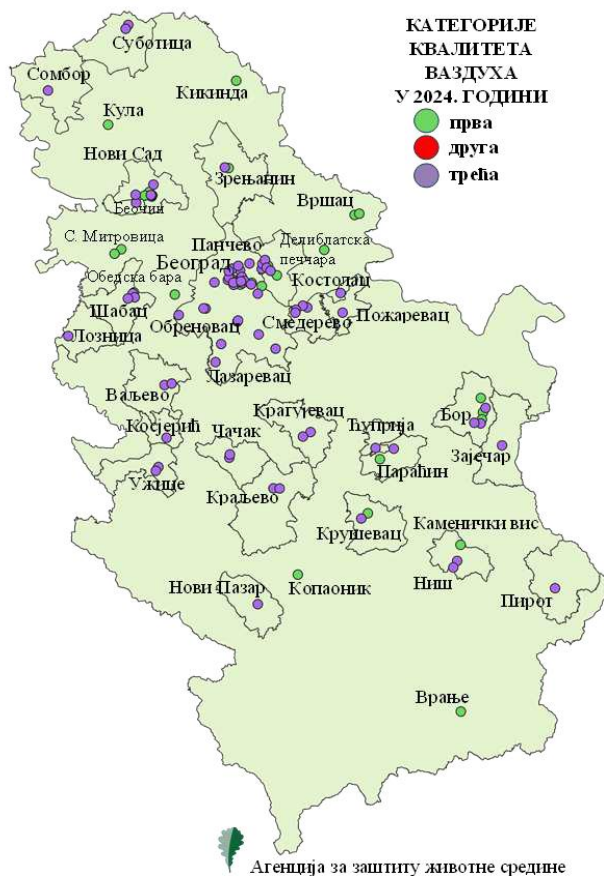 КАТЕГОРИЈЕ
КВАЛИТЕТА
ВАЗДУХА
У 2024. ГОДИНИ
прва
друга
трећа
Суботица
Сомбор
Кикинда
Кула
Нови Сад
Зрењанин
Беочин
Вршац
С. Митровица
Панчево
Делиблатска
печчара
Београд
Обедска бара
Костолац
Шабац
Обреновац
Смедерево
Пожаревац
Лозница
Лазаревац
Ваљево
Косјерић
Крагујевац
Чачак
Ћуприја
Бор
Зајечар
Параћин
Ужице
Краљево
Крушевац
Каменички вис
Нови Пазар
Копаоник
Ниш
Пирот
Врање
Агенција за заштиту животне средине